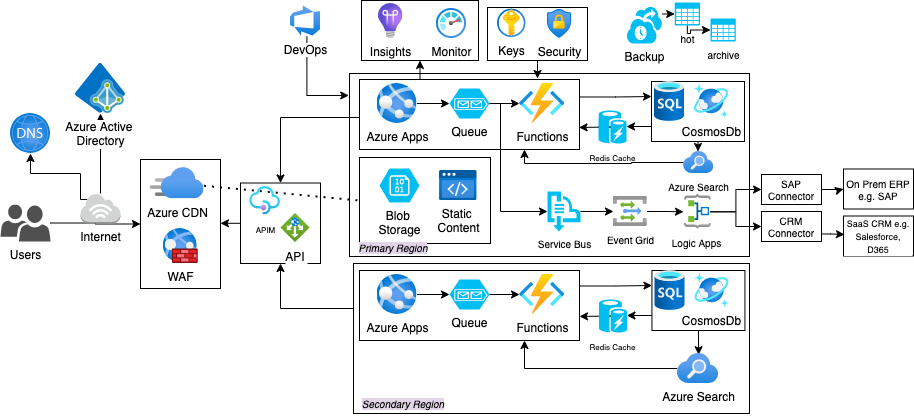 DevOps
Insights
Monitor
Keys
Security
Backup
hot
archive
DNS
Azure Active
Directory
Users
Internet
Azure CDN
WAF
APIM
API
Azure Apps
Queue
Functions
Redis Cache
SQL
CosmosDb
Azure Search
10
01
Blob
Storage
Static
Content
Primary Region
Service Bus
Event Grid
Logic Apps
SAP
Connector
CRM
Connector
On Prem ERP
e.g. SAP
SaaS CRM e.g.
Salesforce,
D365
Azure Apps
Queue
Functions
Redis Cache
SQL
CosmosDb
Azure Search
Secondary Region